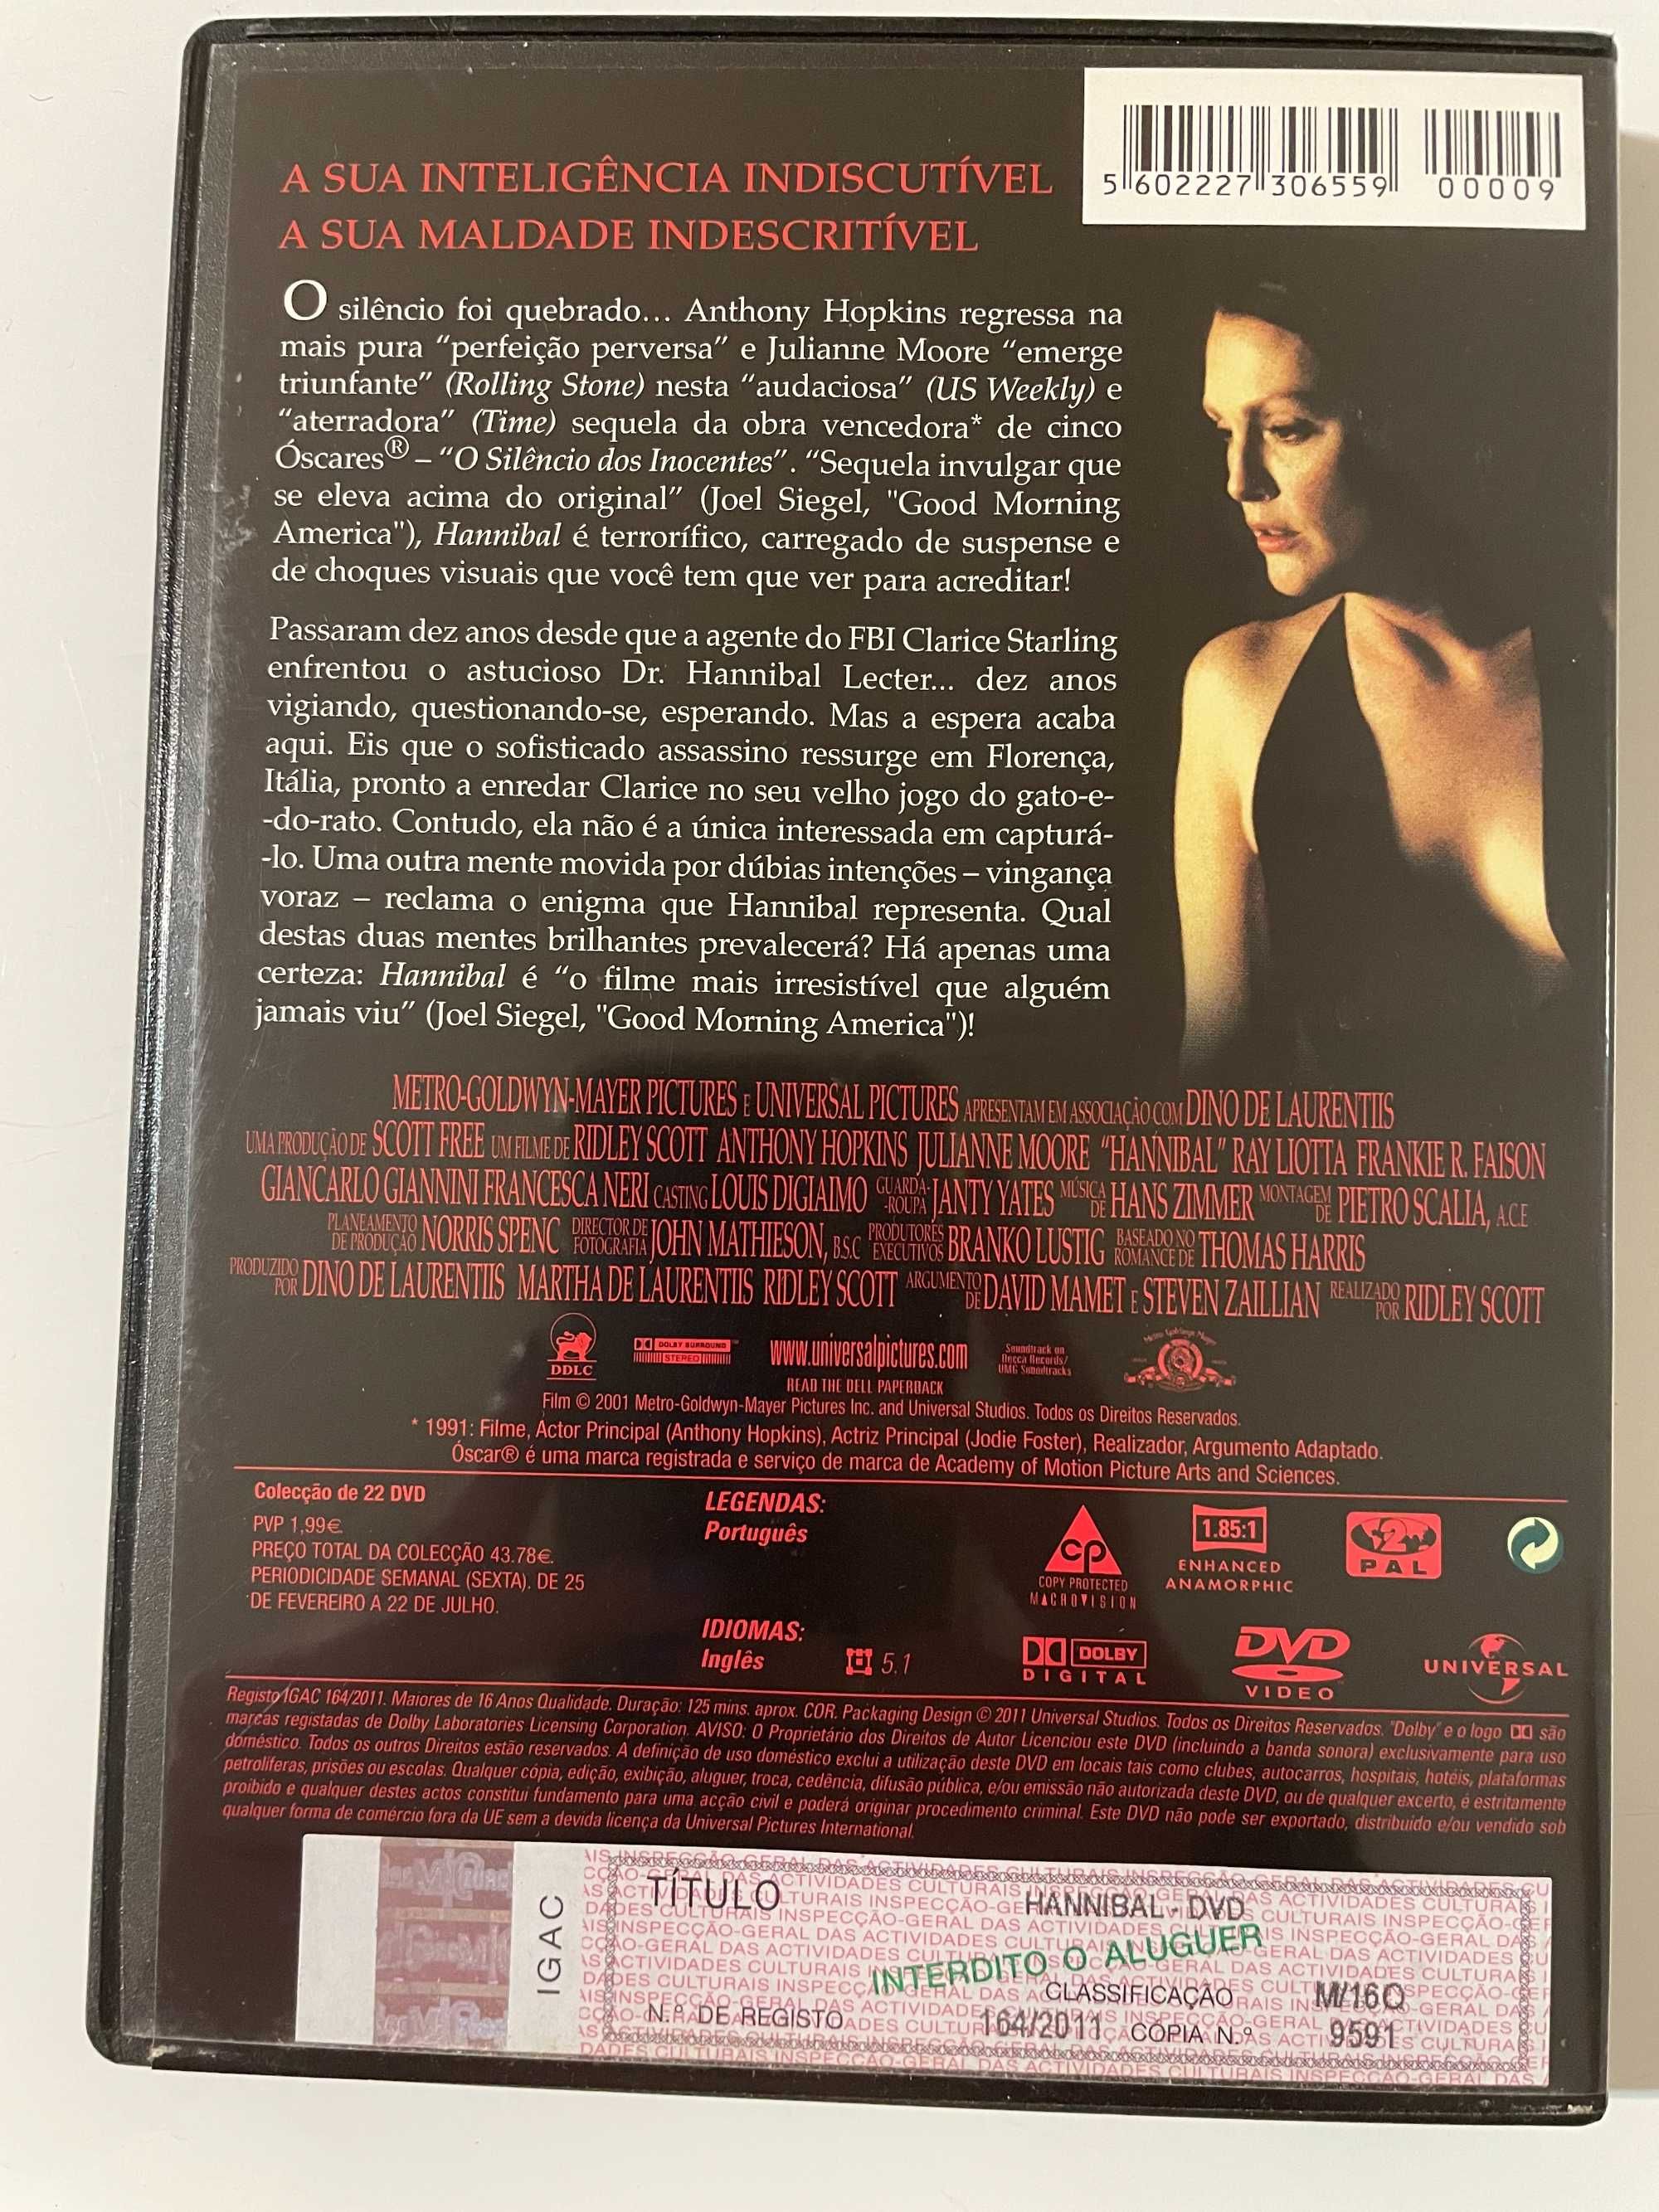 5 602227 306559 00009
A SUA INTELIGÊNCIA INDISCUTÍVEL
A SUA MALDADE INDESCRITÍVEL
O silêncio foi quebrado... Anthony Hopkins regressa na
mais pura “perfeição perversa” e Julianne Moore “emerge
triunfante” (Rolling Stone) nesta “audaciosa” (US Weekly) e
“aterradora” (Time) sequela da obra vencedora* de cinco
Óscares® – “O Silêncio dos Inocentes”. “Sequela invulgar que
se eleva acima do original” (Joel Siegel, "Good Morning
America"), Hannibal é terrorífico, carregado de suspense e
de choques visuais que você tem que ver para acreditar!
Passaram dez anos desde que a agente do FBI Clarice Starling
enfrentou o astucioso Dr. Hannibal Lecter... dez anos
vigiando, questionando-se, esperando. Mas a espera acaba
aqui. Eis que o sofisticado assassino ressurge em Florença,
Itália, pronto a enredar Clarice no seu velho jogo do gato-e-
-do-rato. Contudo, ela não é a única interessada em capturá-
-lo. Uma outra mente movida por dúbias intenções – vingança
voraz – reclama o enigma que Hannibal representa. Qual
destas duas mentes brilhantes prevalecerá? Há apenas uma
certeza: Hannibal é “o filme mais irresistível que alguém
jamais viu” (Joel Siegel, "Good Morning America")!
METRO-GOLDWYN-MAYER PICTURES E UNIVERSAL PICTURES APRESENTAM EM ASSOCIAÇÃO COM DINO DE LAURENTIIS
UMA PRODUÇÃO DE SCOTT FREE UM FILME DE RIDLEY SCOTT ANTHONY HOPKINS JULIANNE MOORE “HANNIBAL” RAY LIOTTA FRANKIE R. FAISON
GIANCARLO GIANNINI FRANCESCA NERI CASTING LOUIS DIGIAIMO GUARDA-ROUPA JANTY YATES MÚSICA DE HANS ZIMMER MONTAGEM DE PIETRO SCALIA, A.C.E
PLANEAMENTO DE PRODUÇÃO NORRIS SPENC DIRECTOR DE FOTOGRAFIA JOHN MATHIESON, B.S.C PRODUTORES EXECUTIVOS BRANKO LUSTIG BASEADO NO ROMANCE DE THOMAS HARRIS
PRODUZIDO POR DINO DE LAURENTIIS MARTHA DE LAURENTIIS RIDLEY SCOTT ARGUMENTO DE DAVID MAMET E STEVEN ZAILLIAN REALIZADO POR RIDLEY SCOTT
DDLC
DOLBY SURROUND
STEREO
www.universalpictures.com
READ THE DELL PAPERBACK
Soundtrack on
Decca Records/
UMG Soundtracks
Metro Goldwyn Mayer
Film © 2001 Metro-Goldwyn-Mayer Pictures Inc. and Universal Studios. Todos os Direitos Reservados.
* 1991: Filme, Actor Principal (Anthony Hopkins), Actriz Principal (Jodie Foster), Realizador, Argumento Adaptado.
Óscar® é uma marca registrada e serviço de marca de Academy of Motion Picture Arts and Sciences.
Colecção de 22 DVD
PVP 1,99€
PREÇO TOTAL DA COLECÇÃO 43.78€.
PERIODICIDADE SEMANAL (SEXTA). DE 25
DE FEVEREIRO A 22 DE JULHO.
LEGENDAS:
Português
IDIOMAS:
Inglês 5.1
CP
COPY PROTECTED
MACROVISION
1.85:1
ENHANCED
ANAMORPHIC
2
PAL
DOLBY
DIGITAL
DVD
VIDEO
UNIVERSAL
Registo IGAC 164/2011. Maiores de 16 Anos Qualidade. Duração: 125 mins. aprox. COR. Packaging Design © 2011 Universal Studios. Todos os Direitos Reservados. "Dolby" e o logo são
marcas registadas de Dolby Laboratories Licensing Corporation. AVISO: O Proprietário dos Direitos de Autor Licenciou este DVD (incluindo a banda sonora) exclusivamente para uso
doméstico. Todos os outros Direitos estão reservados. A definição de uso doméstico exclui a utilização deste DVD em locais tais como clubes, autocarros, hospitais, hotéis, plataformas
petrolíferas, prisões ou escolas. Qualquer cópia, edição, exibição, aluguer, troca, cedência, difusão pública, e/ou emissão não autorizada deste DVD, ou de qualquer excerto, é estritamente
proibido e qualquer destes actos constitui fundamento para uma acção civil e poderá originar procedimento criminal. Este DVD não pode ser exportado, distribuído e/ou vendido sob
qualquer forma de comércio fora da UE sem a devida licença da Universal Pictures International.
IGAC
TÍTULO HANNIBAL - DVD
INTERDITO O ALUGUER
CLASSIFICAÇÃO M/16Q
N.º DE REGISTO 164/2011 CÓPIA N.º 9591